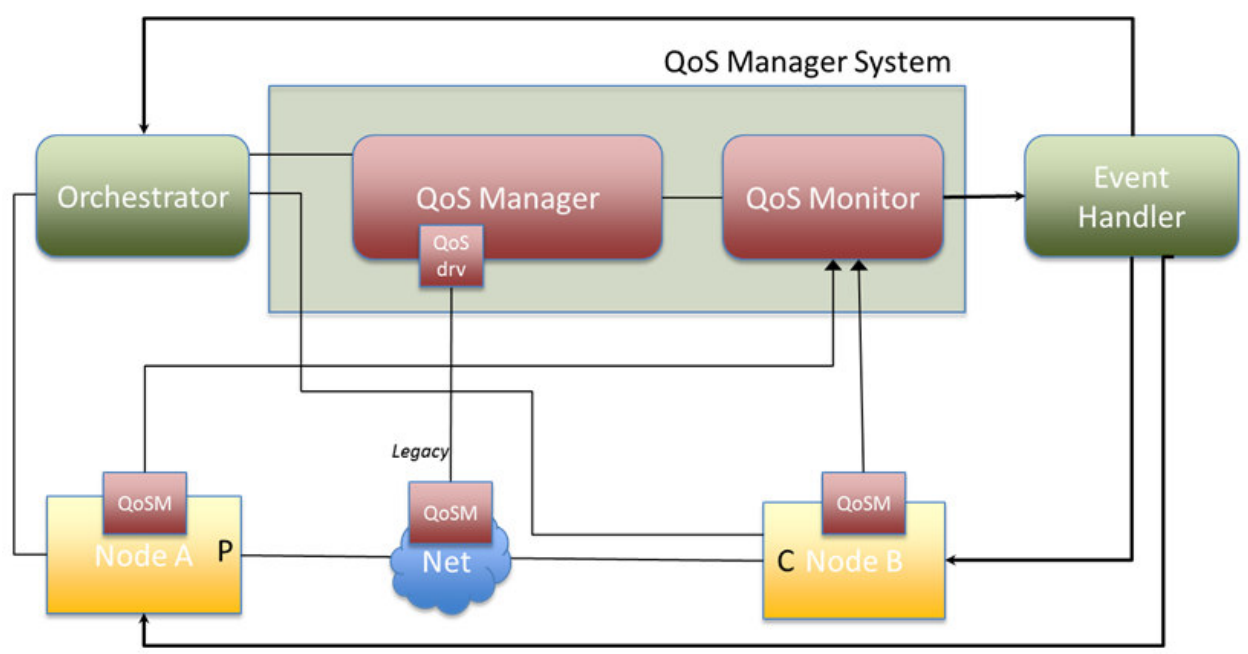 QoS Manager System
Orchestrator
QoS Manager
QoS Monitor
Event
Handler
QoS
drv
Legacy
QoSM
Node A
P
QoSM
Net
QoSM
C
Node B